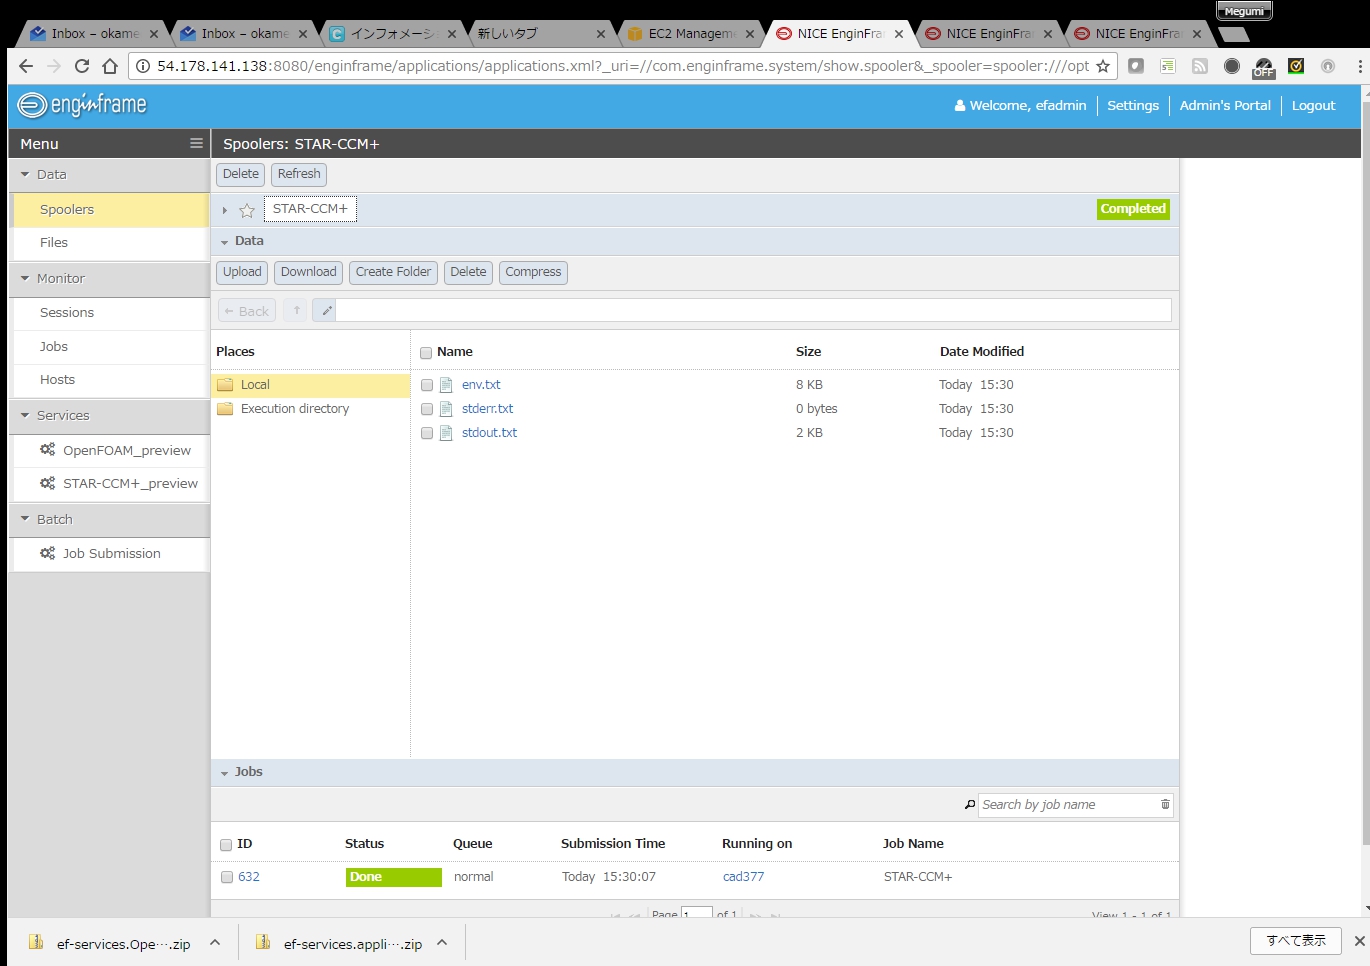 Megumi
Inbox – okame
Inbox – okame
インフォメーシ
新しいタブ
EC2 Manageme
NICE EnginFra
NICE EnginFra
NICE EnginFra
54.178.141.138:8080/enginframe/applications/applications.xml?_uri=//com.enginframe.system/show.spooler&_spooler=spooler:///opt
OFF
enginframe
Welcome, efadmin
Settings
Admin's Portal
Logout
Menu
Spoolers: STAR-CCM+
Data
Spoolers
Files
Monitor
Sessions
Jobs
Hosts
Services
OpenFOAM_preview
STAR-CCM+_preview
Batch
Job Submission
Delete
Refresh
STAR-CCM+
Completed
Data
Upload
Download
Create Folder
Delete
Compress
Back
Places
Local
Execution directory
Name Size Date Modified
env.txt 8 KB Today 15:30
stderr.txt 0 bytes Today 15:30
stdout.txt 2 KB Today 15:30
Jobs
Search by job name
ID Status Queue Submission Time Running on Job Name
632 Done normal Today 15:30:07 cad377 STAR-CCM+
Page 1 of 1
View 1 - 1 of 1
ef-services.Ope....zip
ef-services.appli....zip
すべて表示